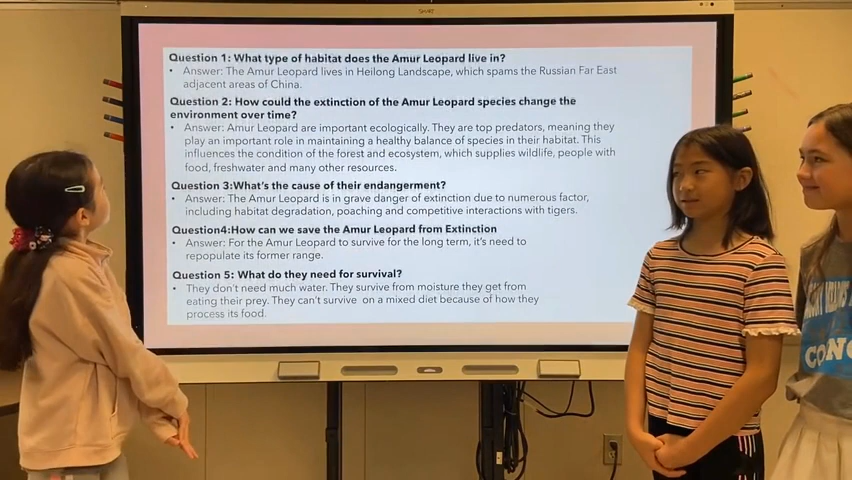 SMART
Question 1: What type of habitat does the Amur Leopard live in?
• Answer: The Amur Leopard lives in Heilong Landscape, which spams the Russian Far East
adjacent areas of China.
Question 2: How could the extinction of the Amur Leopard species change the
environment over time?
• Answer: Amur Leopard are important ecologically. They are top predators, meaning they
play an important role in maintaining a healthy balance of species in their habitat. This
influences the condition of the forest and ecosystem, which supplies wildlife, people with
food, freshwater and many other resources.
Question 3:What's the cause of their endangerment?
• Answer: The Amur Leopard is in grave danger of extinction due to numerous factor,
including habitat degradation, poaching and competitive interactions with tigers.
Question4:How can we save the Amur Leopard from Extinction
• Answer: For the Amur Leopard to survive for the long term, it's need to
repopulate its former range.
Question 5: What do they need for survival?
• They don't need much water. They survive from moisture they get from
eating their prey. They can't survive on a mixed diet because of how they
process its food.